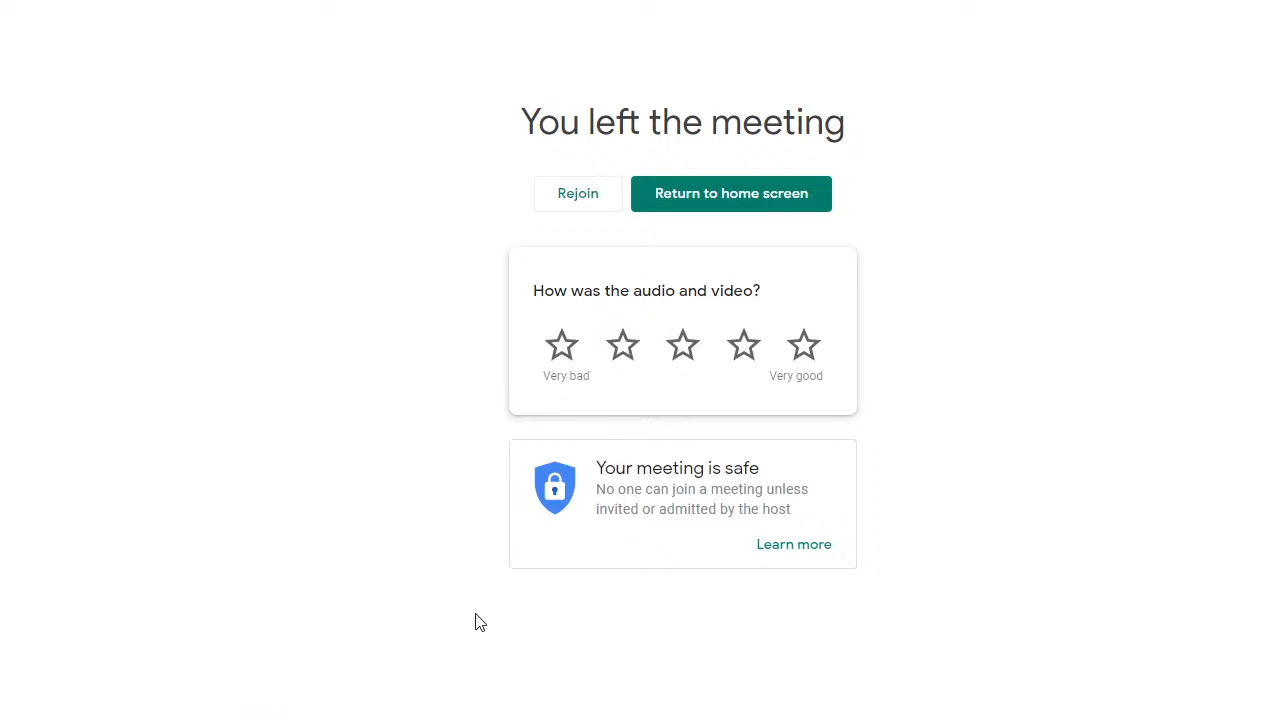 You left the meeting
Rejoin
Return to home screen
How was the audio and video?
Very bad
Very good
Your meeting is safe
No one can join a meeting unless
invited or admitted by the host
Learn more